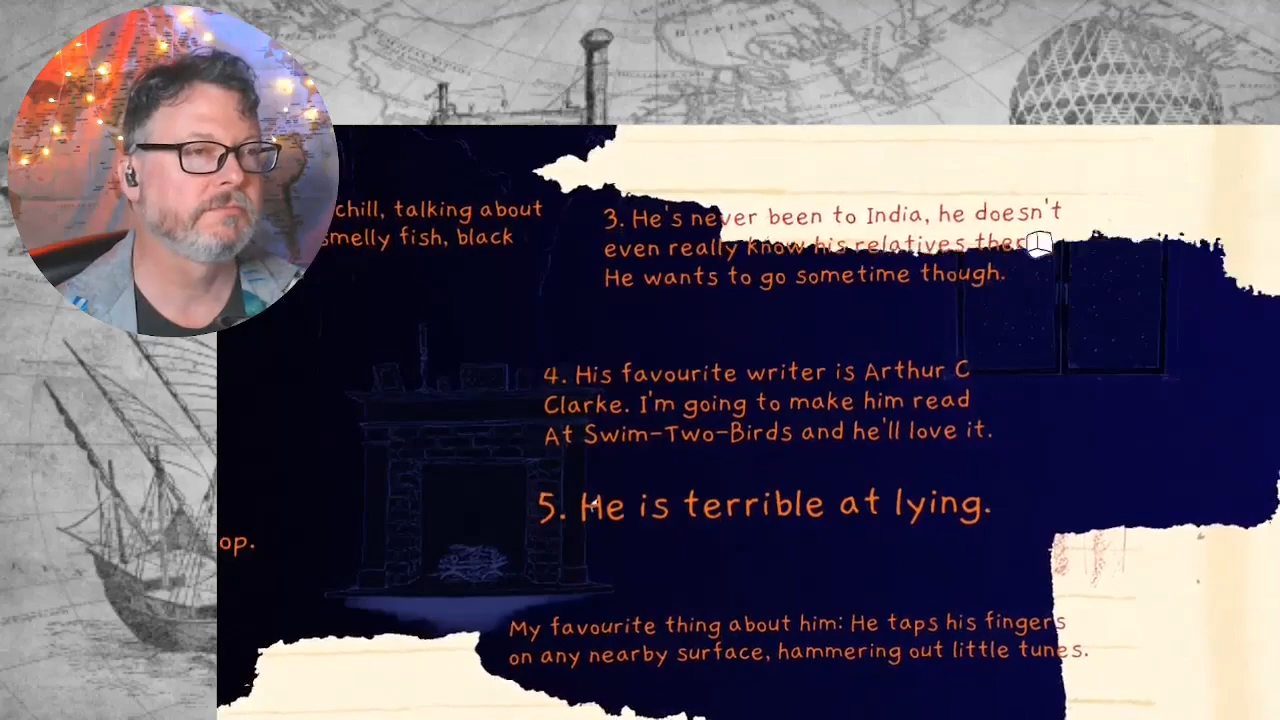 chill, talking about
smelly fish, black
3. He's never been to India, he doesn't
even really know his relatives
He wants to go sometime though.
4. His favourite writer is Arthur C
Clarke. I'm going to make him read
At Swim-Two-Birds and he'll love it.
5. He is terrible at lying.
op.
My favourite thing about him: He taps his fingers
on any nearby surface, hammering out little tunes.